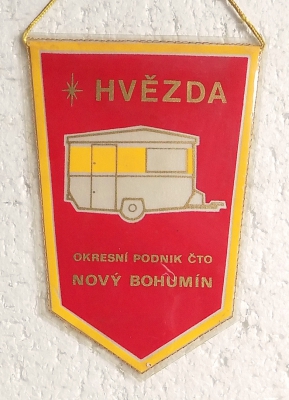 HVĚZDA
OKRESNÍ PODNIK ČTO
NOVÝ BOHUMÍN